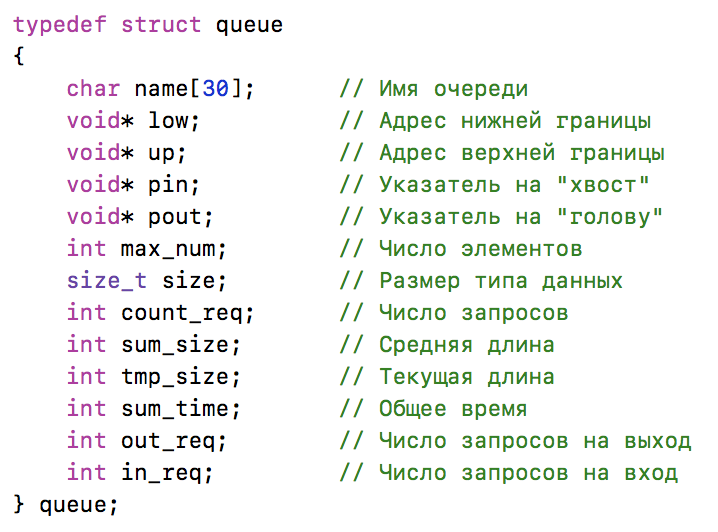 typedef struct queue
{
    char name[30];      // Имя очереди
    void* low;          // Адрес нижней границы
    void* up;           // Адрес верхней границы
    void* pin;          // Указатель на "хвост"
    void* pout;         // Указатель на "голову"
    int max_num;        // Число элементов
    size_t size;        // Размер типа данных
    int count_req;      // Число запросов
    int sum_size;       // Средняя длина
    int tmp_size;       // Текущая длина
    int sum_time;       // Общее время
    int out_req;        // Число запросов на выход
    int in_req;         // Число запросов на вход
} queue;